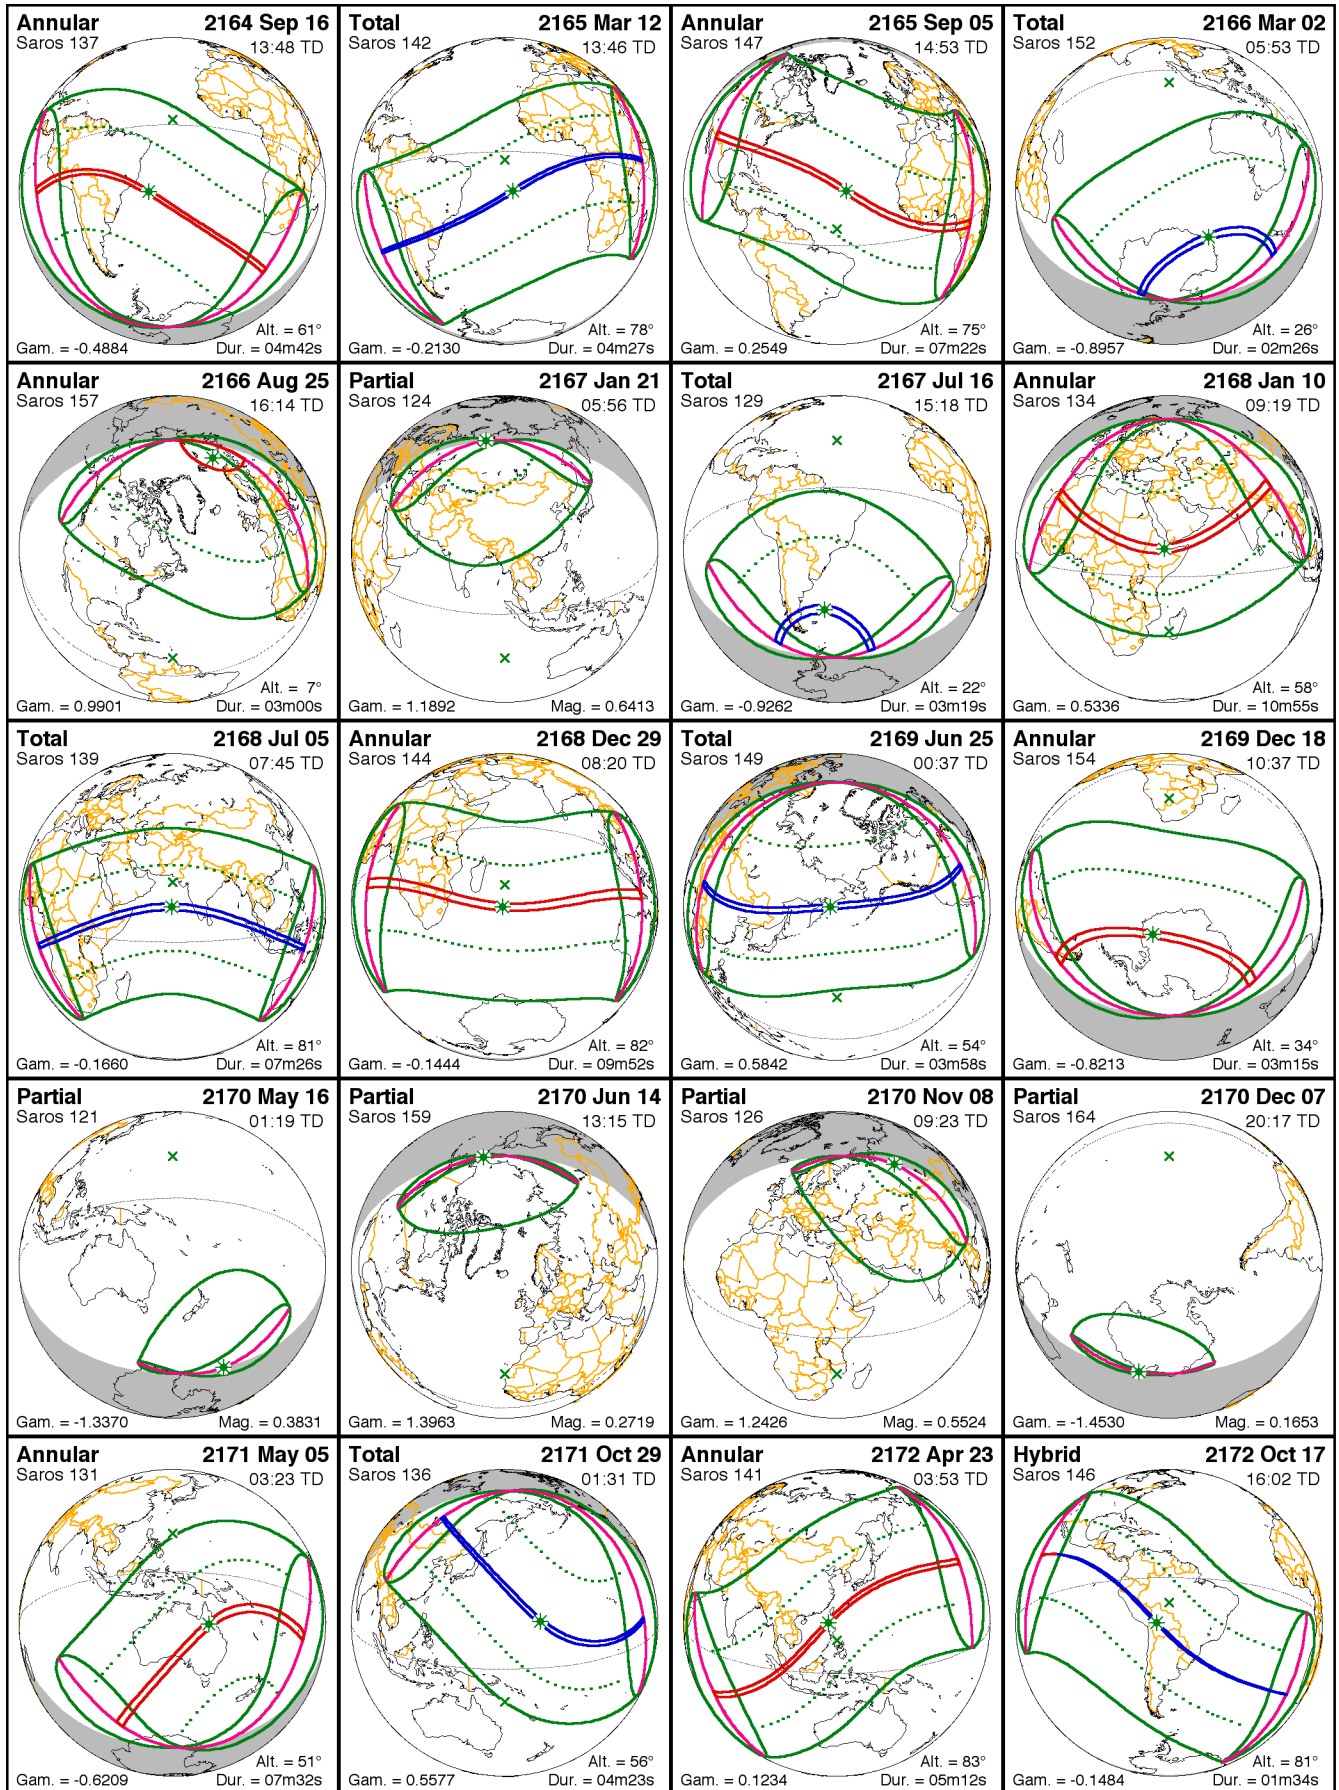 Annular 2164 Sep 16
Saros 137 13:48 TD
Alt. = 61°
Gam. = -0.4884 Dur. = 04m42s
Total 2165 Mar 12
Saros 142 13:46 TD
Alt. = 78°
Gam. = -0.2130 Dur. = 04m27s
Annular 2165 Sep 05
Saros 147 14:53 TD
Alt. = 75°
Gam. = 0.2549 Dur. = 07m22s
Total 2166 Mar 02
Saros 152 05:53 TD
Alt. = 26°
Gam. = -0.8957 Dur. = 02m26s
Annular 2166 Aug 25
Saros 157 16:14 TD
Alt. = 7°
Gam. = 0.9901 Dur. = 03m00s
Partial 2167 Jan 21
Saros 124 05:56 TD
Gam. = 1.1892 Mag. = 0.6413
Total 2167 Jul 16
Saros 129 15:18 TD
Alt. = 22°
Gam. = -0.9262 Dur. = 03m19s
Annular 2168 Jan 10
Saros 134 09:19 TD
Alt. = 58°
Gam. = 0.5336 Dur. = 10m55s
Total 2168 Jul 05
Saros 139 07:45 TD
Alt. = 81°
Gam. = -0.1660 Dur. = 07m26s
Annular 2168 Dec 29
Saros 144 08:20 TD
Alt. = 82°
Gam. = -0.1444 Dur. = 09m52s
Total 2169 Jun 25
Saros 149 00:37 TD
Alt. = 54°
Gam. = 0.5842 Dur. = 03m58s
Annular 2169 Dec 18
Saros 154 10:37 TD
Alt. = 34°
Gam. = -0.8213 Dur. = 03m15s
Partial 2170 May 16
Saros 121 01:19 TD
Gam. = -1.3370 Mag. = 0.3831
Partial 2170 Jun 14
Saros 159 13:15 TD
Gam. = 1.3963 Mag. = 0.2719
Partial 2170 Nov 08
Saros 126 09:23 TD
Gam. = 1.2426 Mag. = 0.5524
Partial 2170 Dec 07
Saros 164 20:17 TD
Gam. = -1.4530 Mag. = 0.1653
Annular 2171 May 05
Saros 131 03:23 TD
Alt. = 51°
Gam. = -0.6209 Dur. = 07m32s
Total 2171 Oct 29
Saros 136 01:31 TD
Alt. = 56°
Gam. = 0.5577 Dur. = 04m23s
Annular 2172 Apr 23
Saros 141 03:53 TD
Alt. = 83°
Gam. = 0.1234 Dur. = 05m12s
Hybrid 2172 Oct 17
Saros 146 16:02 TD
Alt. = 81°
Gam. = -0.1484 Dur. = 01m34s